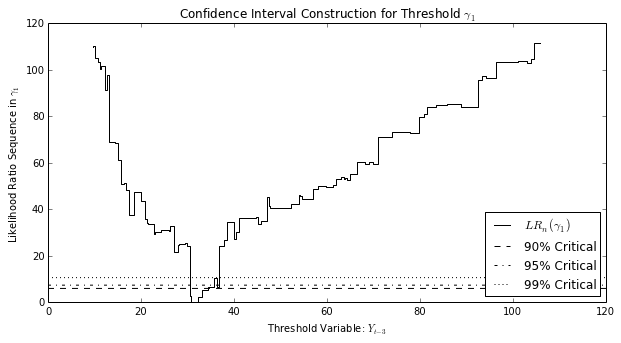 Confidence Interval Construction for Threshold γ₁
120
100
80
60
40
20
0
Likelihood Ratio Sequence in γ₁
0 20 40 60 80 100 120
Threshold Variable: Yₜ₋₃
LRₙ(γ₁)
90% Critical
95% Critical
99% Critical